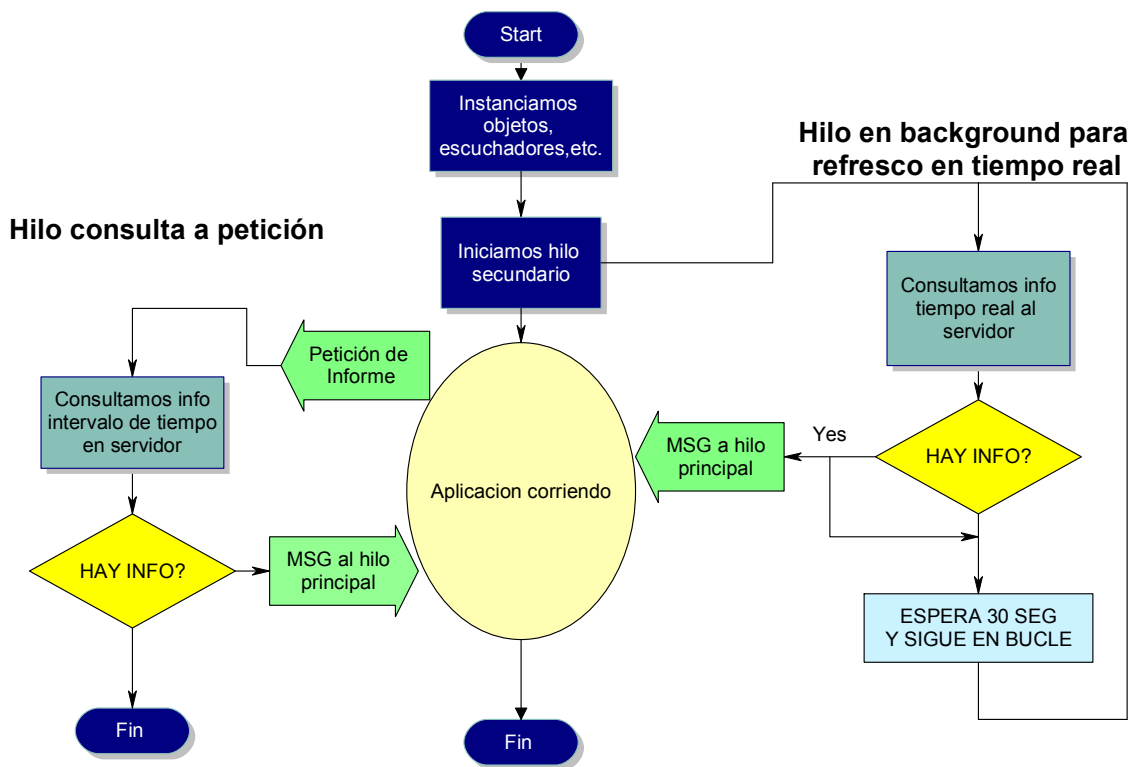 Start
Instanciamos
objetos,
escuchadores,etc.
Hilo en background para
refresco en tiempo real
Hilo consulta a petición
Iniciamos hilo
secundario
Consultamos info
tiempo real al
servidor
Petición de
Informe
Consultamos info
intervalo de tiempo
en servidor
Yes
MSG a hilo
principal
HAY INFO?
Aplicacion corriendo
HAY INFO?
MSG al hilo
principal
ESPERA 30 SEG
Y SIGUE EN BUCLE
Fin
Fin